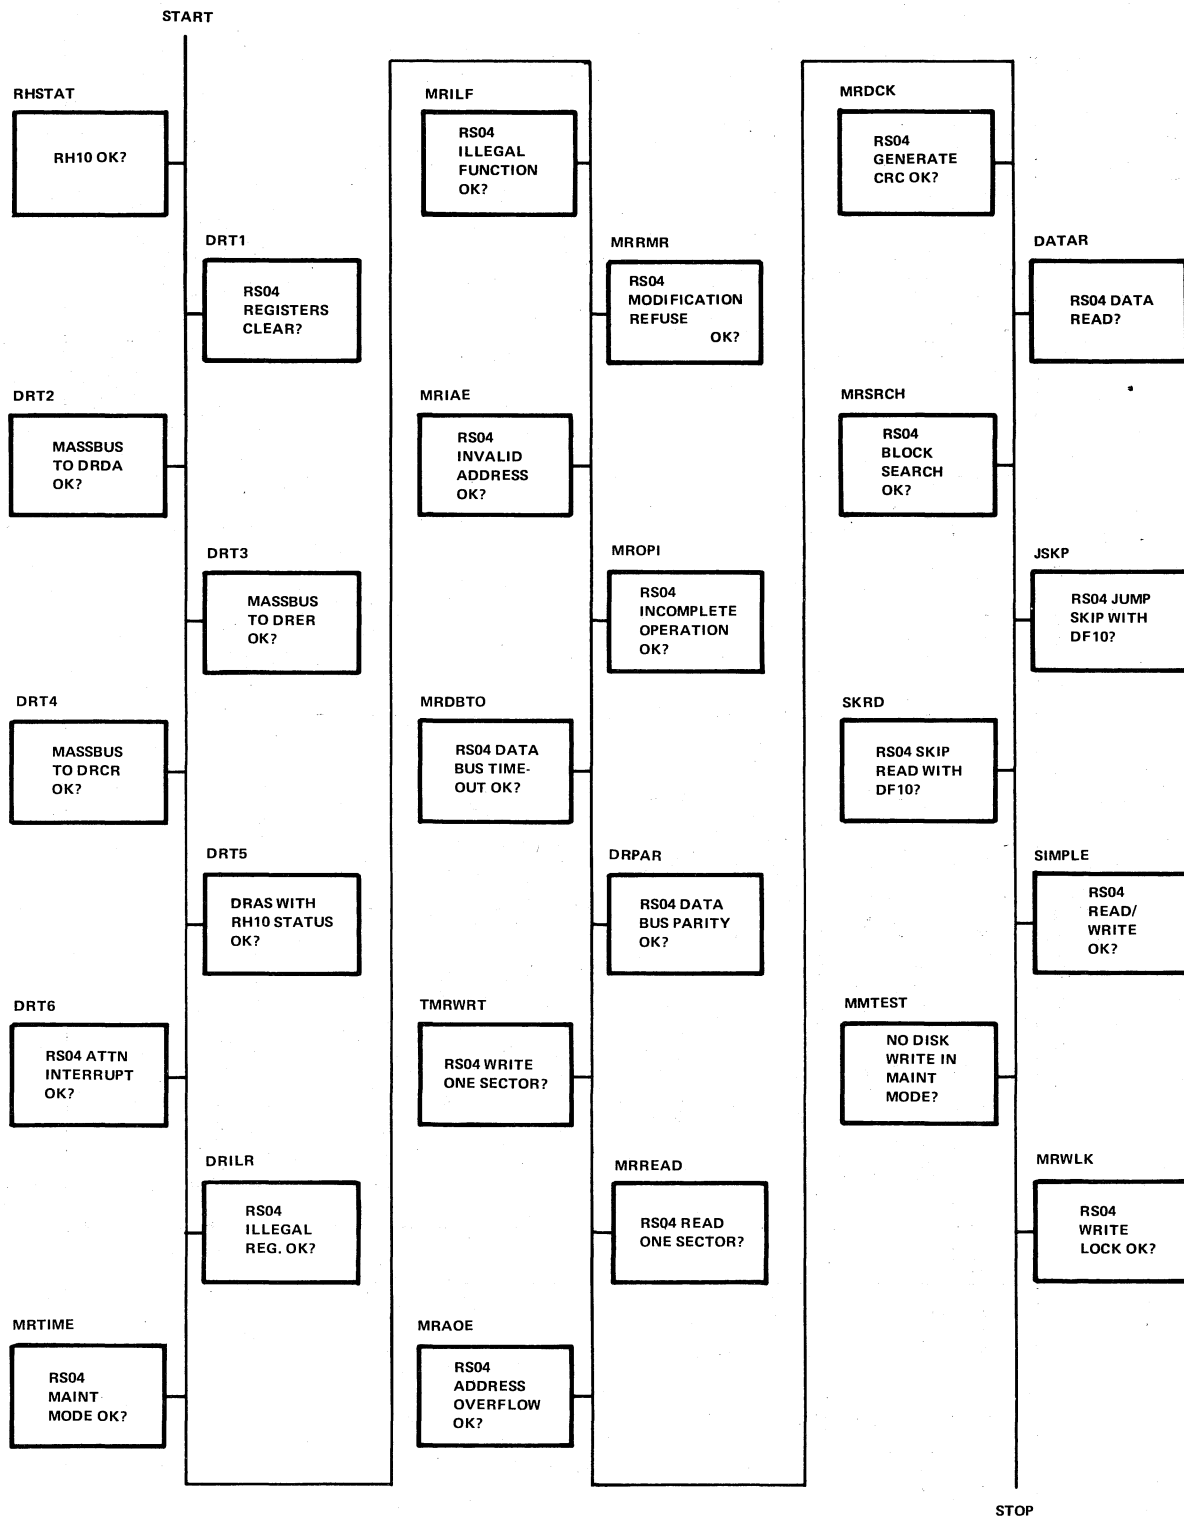 START
RHSTAT
RH10 OK?
DRT1
RS04
REGISTERS
CLEAR?
DRT2
MASSBUS
TO DRDA
OK?
DRT3
MASSBUS
TO DRER
OK?
DRT4
MASSBUS
TO DRCR
OK?
DRT5
DRAS WITH
RH10 STATUS
OK?
DRT6
RS04 ATTN
INTERRUPT
OK?
DRILR
RS04
ILLEGAL
REG. OK?
MRTIME
RS04
MAINT
MODE OK?
MRILF
RS04
ILLEGAL
FUNCTION
OK?
MRRMR
RS04
MODIFICATION
REFUSE
OK?
MRIAE
RS04
INVALID
ADDRESS
OK?
MROPI
RS04
INCOMPLETE
OPERATION
OK?
MRDBTO
RS04 DATA
BUS TIME-
OUT OK?
DRPAR
RS04 DATA
BUS PARITY
OK?
TMRWRT
RS04 WRITE
ONE SECTOR?
MRREAD
RS04 READ
ONE SECTOR?
MRAOE
RS04
ADDRESS
OVERFLOW
OK?
MRDCK
RS04
GENERATE
CRC OK?
DATAR
RS04 DATA
READ?
MRSRCH
RS04
BLOCK
SEARCH
OK?
JSKP
RS04 JUMP
SKIP WITH
DF10?
SKRD
RS04 SKIP
READ WITH
DF10?
SIMPLE
RS04
READ/
WRITE
OK?
MMTEST
NO DISK
WRITE IN
MAINT
MODE?
MRWLK
RS04
WRITE
LOCK OK?
STOP